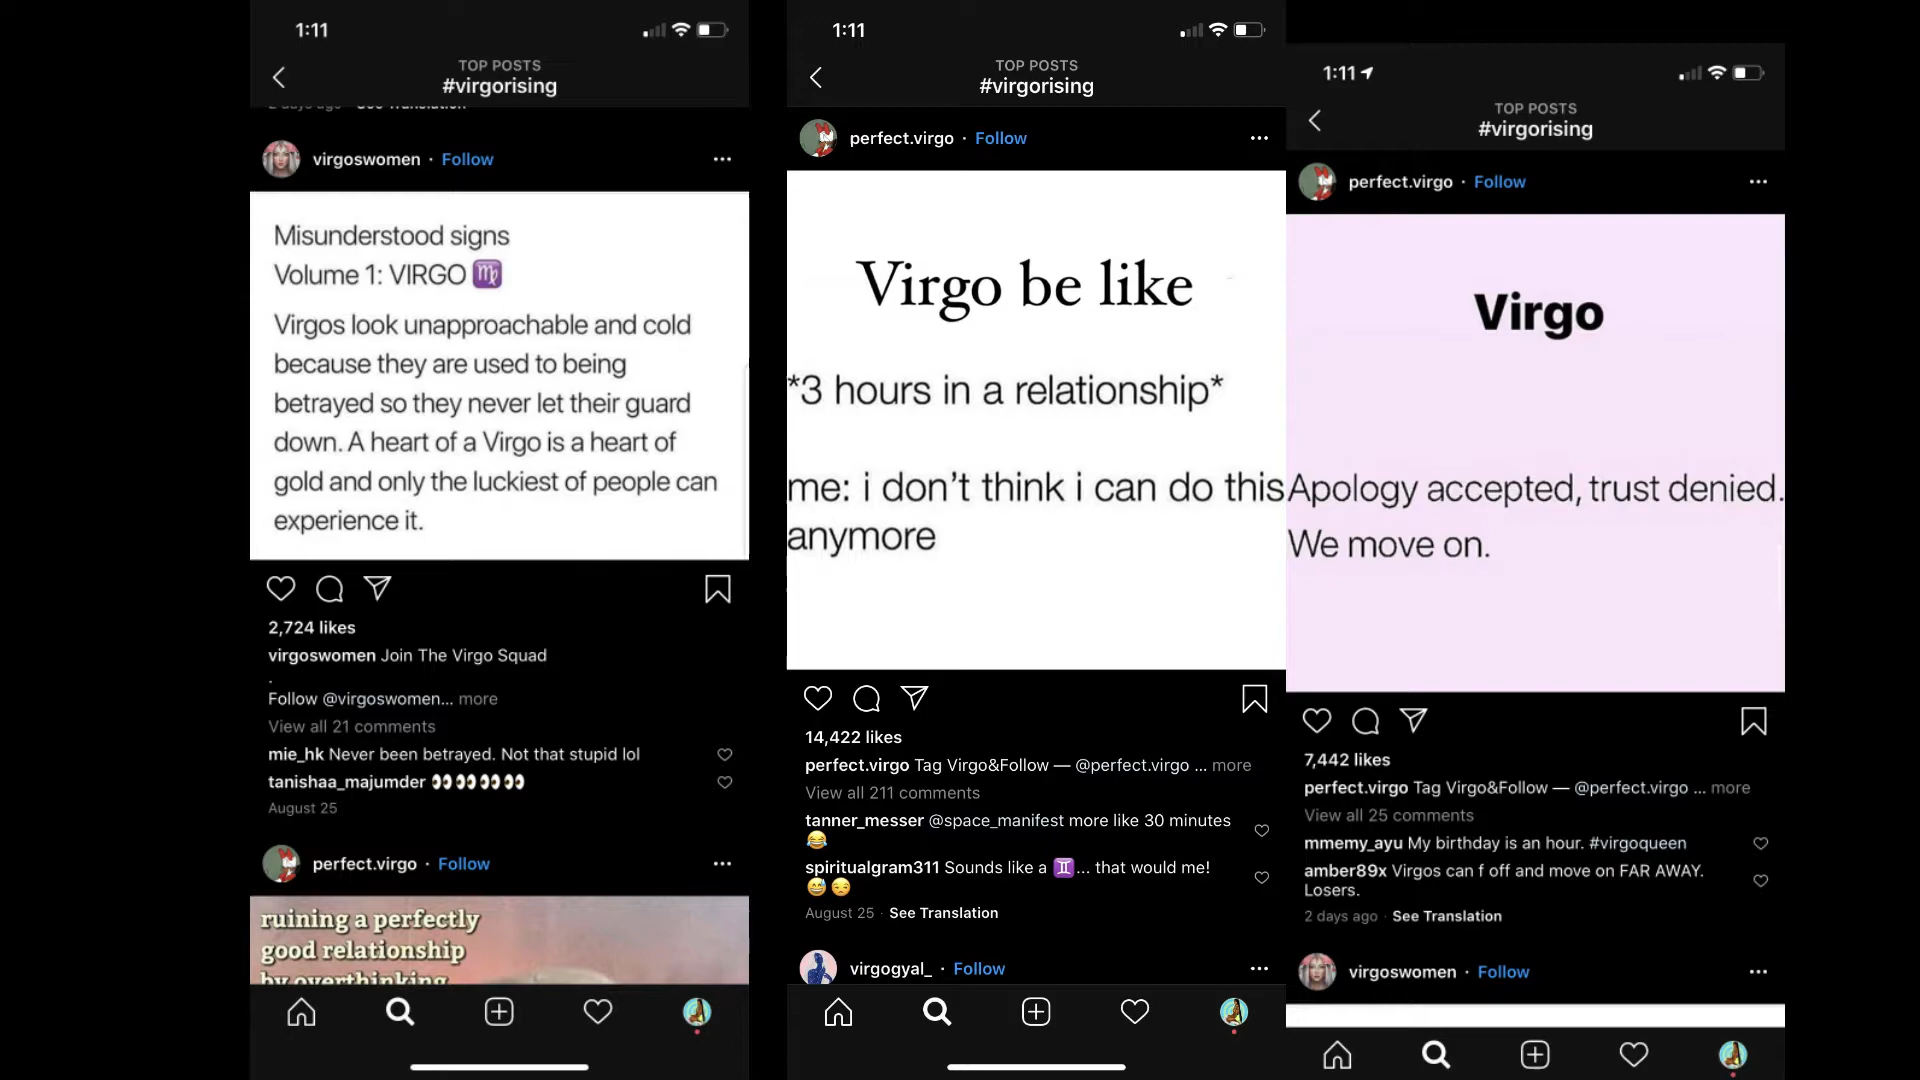 1:11
TOP POSTS
#virgorising
2 days ago · See Translation
virgoswomen · Follow
Misunderstood signs
Volume 1: VIRGO ♍
Virgos look unapproachable and cold
because they are used to being
betrayed so they never let their guard
down. A heart of a Virgo is a heart of
gold and only the luckiest of people can
experience it.
2,724 likes
virgoswomen Join The Virgo Squad
.
Follow @virgoswomen... more
View all 21 comments
mie_hk Never been betrayed. Not that stupid lol
tanishaa_majumder 👀👀👀👀
August 25
perfect.virgo · Follow
ruining a perfectly
good relationship
by overthinking
1:11
TOP POSTS
#virgorising
perfect.virgo · Follow
Virgo be like
*3 hours in a relationship*
me: i don’t think i can do this
anymore
14,422 likes
perfect.virgo Tag Virgo&Follow — @perfect.virgo ... more
View all 211 comments
tanner_messer @space_manifest more like 30 minutes
😂
spiritualgram311 Sounds like a ♊... that would me!
😅😒
August 25 · See Translation
virgogyal_ · Follow
1:11
TOP POSTS
#virgorising
perfect.virgo · Follow
Virgo
Apology accepted, trust denied.
We move on.
7,442 likes
perfect.virgo Tag Virgo&Follow — @perfect.virgo ... more
View all 25 comments
mmemy_ayu My birthday is an hour. #virgoqueen
amber89x Virgos can f off and move on FAR AWAY.
Losers.
2 days ago · See Translation
virgoswomen · Follow